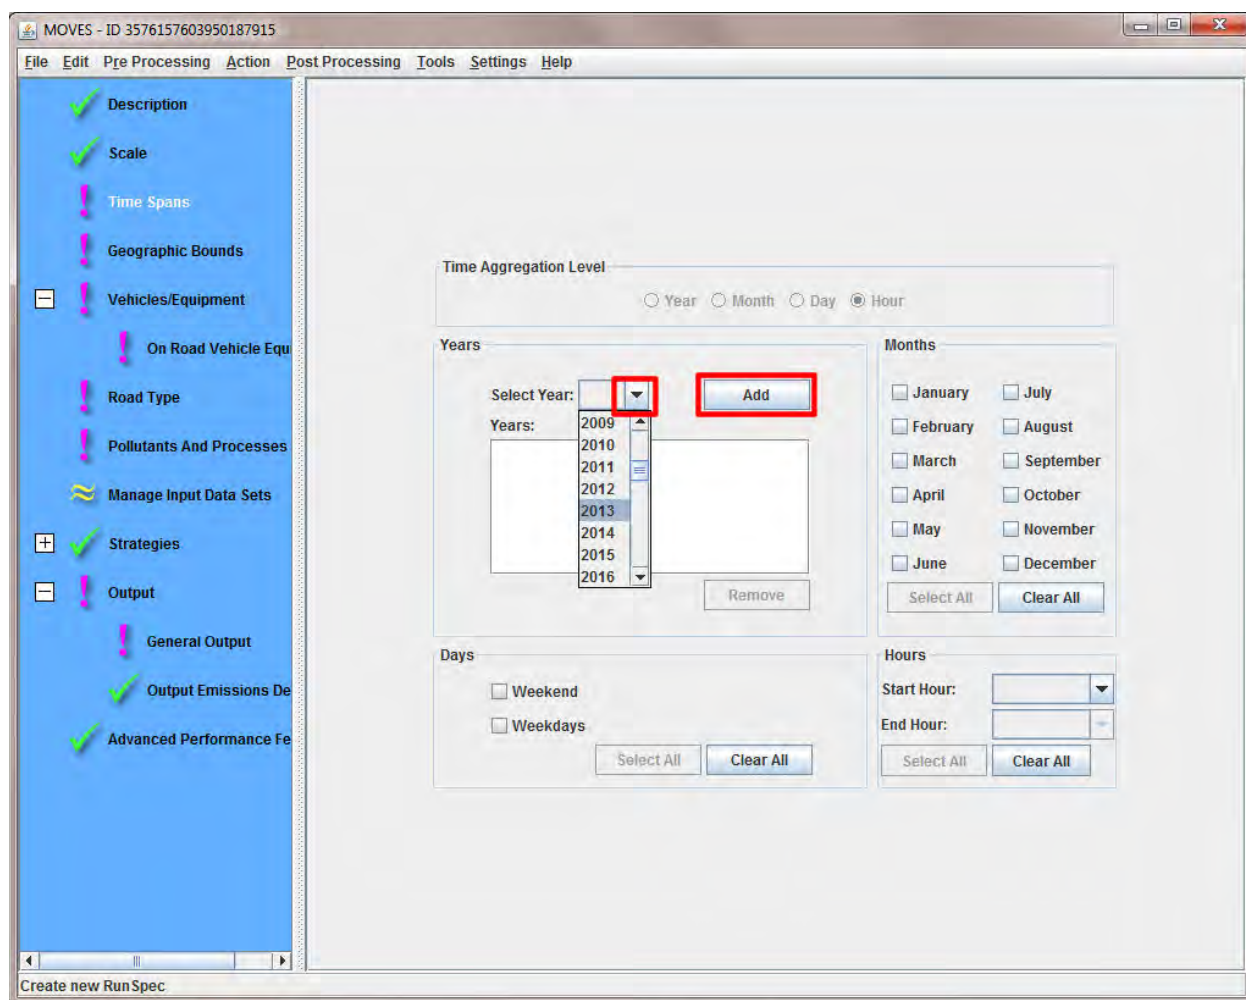 MOVES - ID 3576157603950187915
File Edit Pre Processing Action Post Processing Tools Settings Help
Description
Scale
Time Spans
Geographic Bounds
Vehicles/Equipment
On Road Vehicle Equ
Road Type
Pollutants And Processes
Manage Input Data Sets
Strategies
Output
General Output
Output Emissions De
Advanced Performance Fe
Time Aggregation Level
Year Month Day Hour
Years
Select Year:
Add
Years:
2009
2010
2011
2012
2013
2014
2015
2016
Remove
Months
January July
February August
March September
April October
May November
June December
Select All Clear All
Days
Weekend
Weekdays
Select All Clear All
Hours
Start Hour:
End Hour:
Select All Clear All
Create new RunSpec